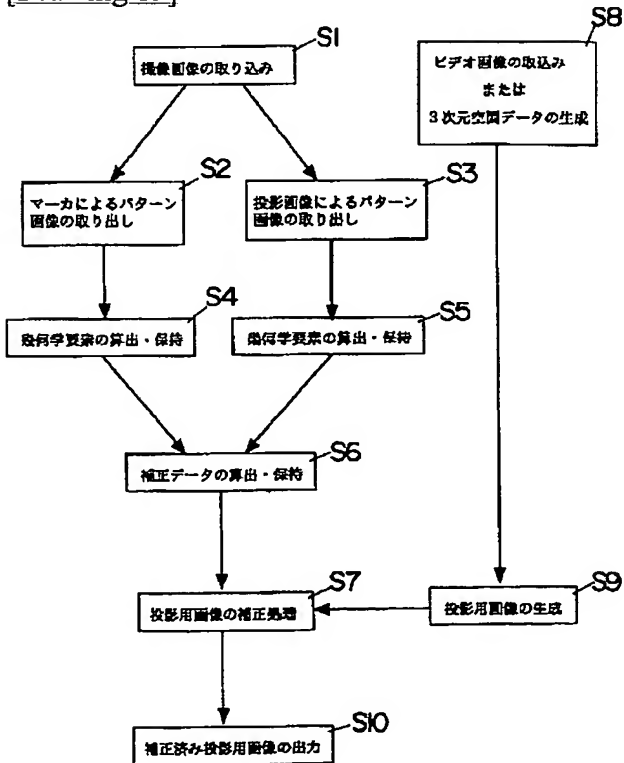 S1
撮像画像の取り込み
S8
ビデオ画像の取込み
または
3次元空間データの生成
S2
マーカによるパターン
画像の取り出し
S3
投影画像によるパターン
画像の取り出し
S4
幾何学要素の算出・保持
S5
幾何学要素の算出・保持
S6
補正データの算出・保持
S7
投影用画像の補正処理
S9
投影用画像の生成
S10
補正済み投影用画像の出力